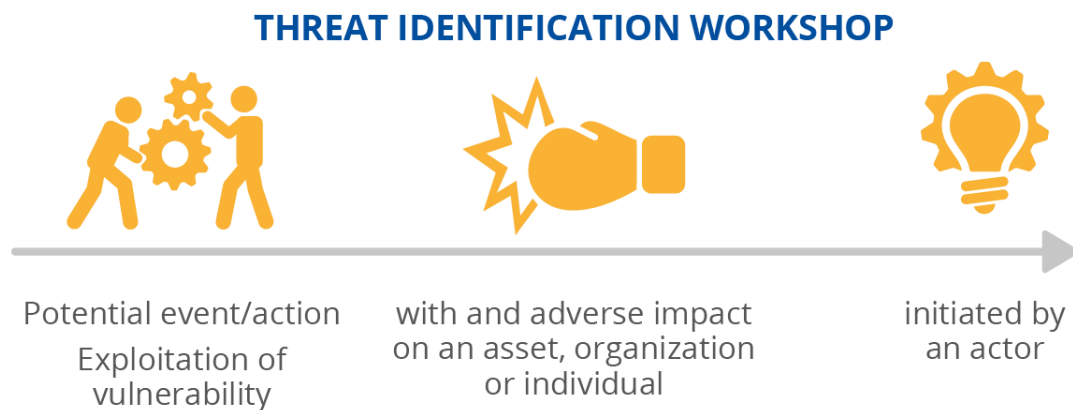 THREAT IDENTIFICATION WORKSHOP
Potential event/action
Exploitation of
vulnerability
with and adverse impact
on an asset, organization
or individual
initiated by
an actor